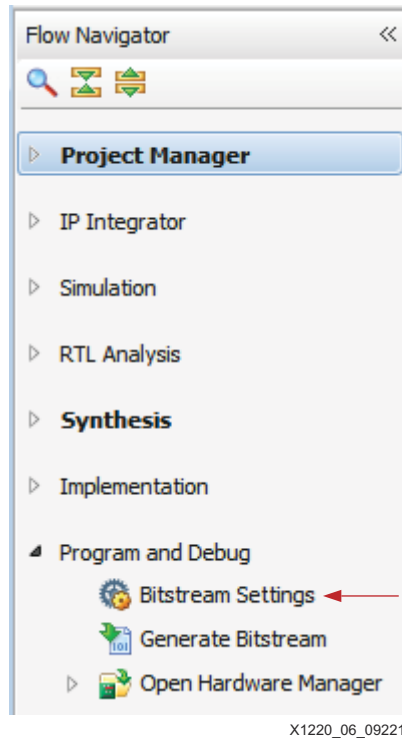 Flow Navigator
Project Manager
IP Integrator
Simulation
RTL Analysis
Synthesis
Implementation
Program and Debug
Bitstream Settings
Generate Bitstream
Open Hardware Manager
X1220_06_09221